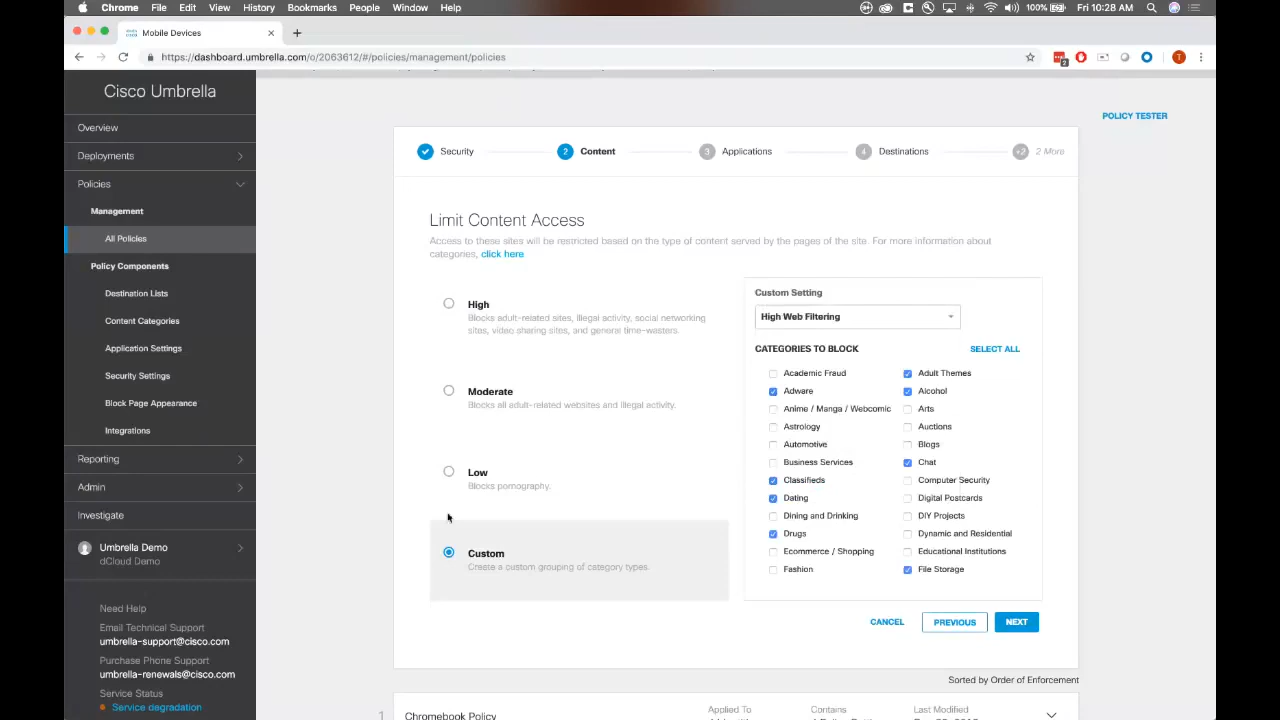 Chrome File Edit View History Bookmarks People Window Help 100% Fri 10:28 AM
Mobile Devices
https://dashboard.umbrella.com/o/2063612/#/policies/management/policies
2
T
Cisco Umbrella
Overview
Deployments
Policies
Management
All Policies
Policy Components
Destination Lists
Content Categories
Application Settings
Security Settings
Block Page Appearance
Integrations
Reporting
Admin
Investigate
Umbrella Demo
dCloud Demo
Need Help
Email Technical Support
umbrella-support@cisco.com
Purchase Phone Support
umbrella-renewals@cisco.com
Service Status
Service degradation
POLICY TESTER
Security 2 Content 3 Applications 4 Destinations +2 2 More
Limit Content Access
Access to these sites will be restricted based on the type of content served by the pages of the site. For more information about
categories, click here
High
Blocks adult-related sites, illegal activity, social networking
sites, video sharing sites, and general time-wasters.
Moderate
Blocks all adult-related websites and illegal activity.
Low
Blocks pornography.
Custom
Create a custom grouping of category types.
Custom Setting
High Web Filtering
CATEGORIES TO BLOCK SELECT ALL
Academic Fraud Adult Themes
Adware Alcohol
Anime / Manga / Webcomic Arts
Astrology Auctions
Automotive Blogs
Business Services Chat
Classifieds Computer Security
Dating Digital Postcards
Dining and Drinking DIY Projects
Drugs Dynamic and Residential
Ecommerce / Shopping Educational Institutions
Fashion File Storage
CANCEL PREVIOUS NEXT
Sorted by Order of Enforcement
1 Chromebook Policy Applied To Contains Last Modified